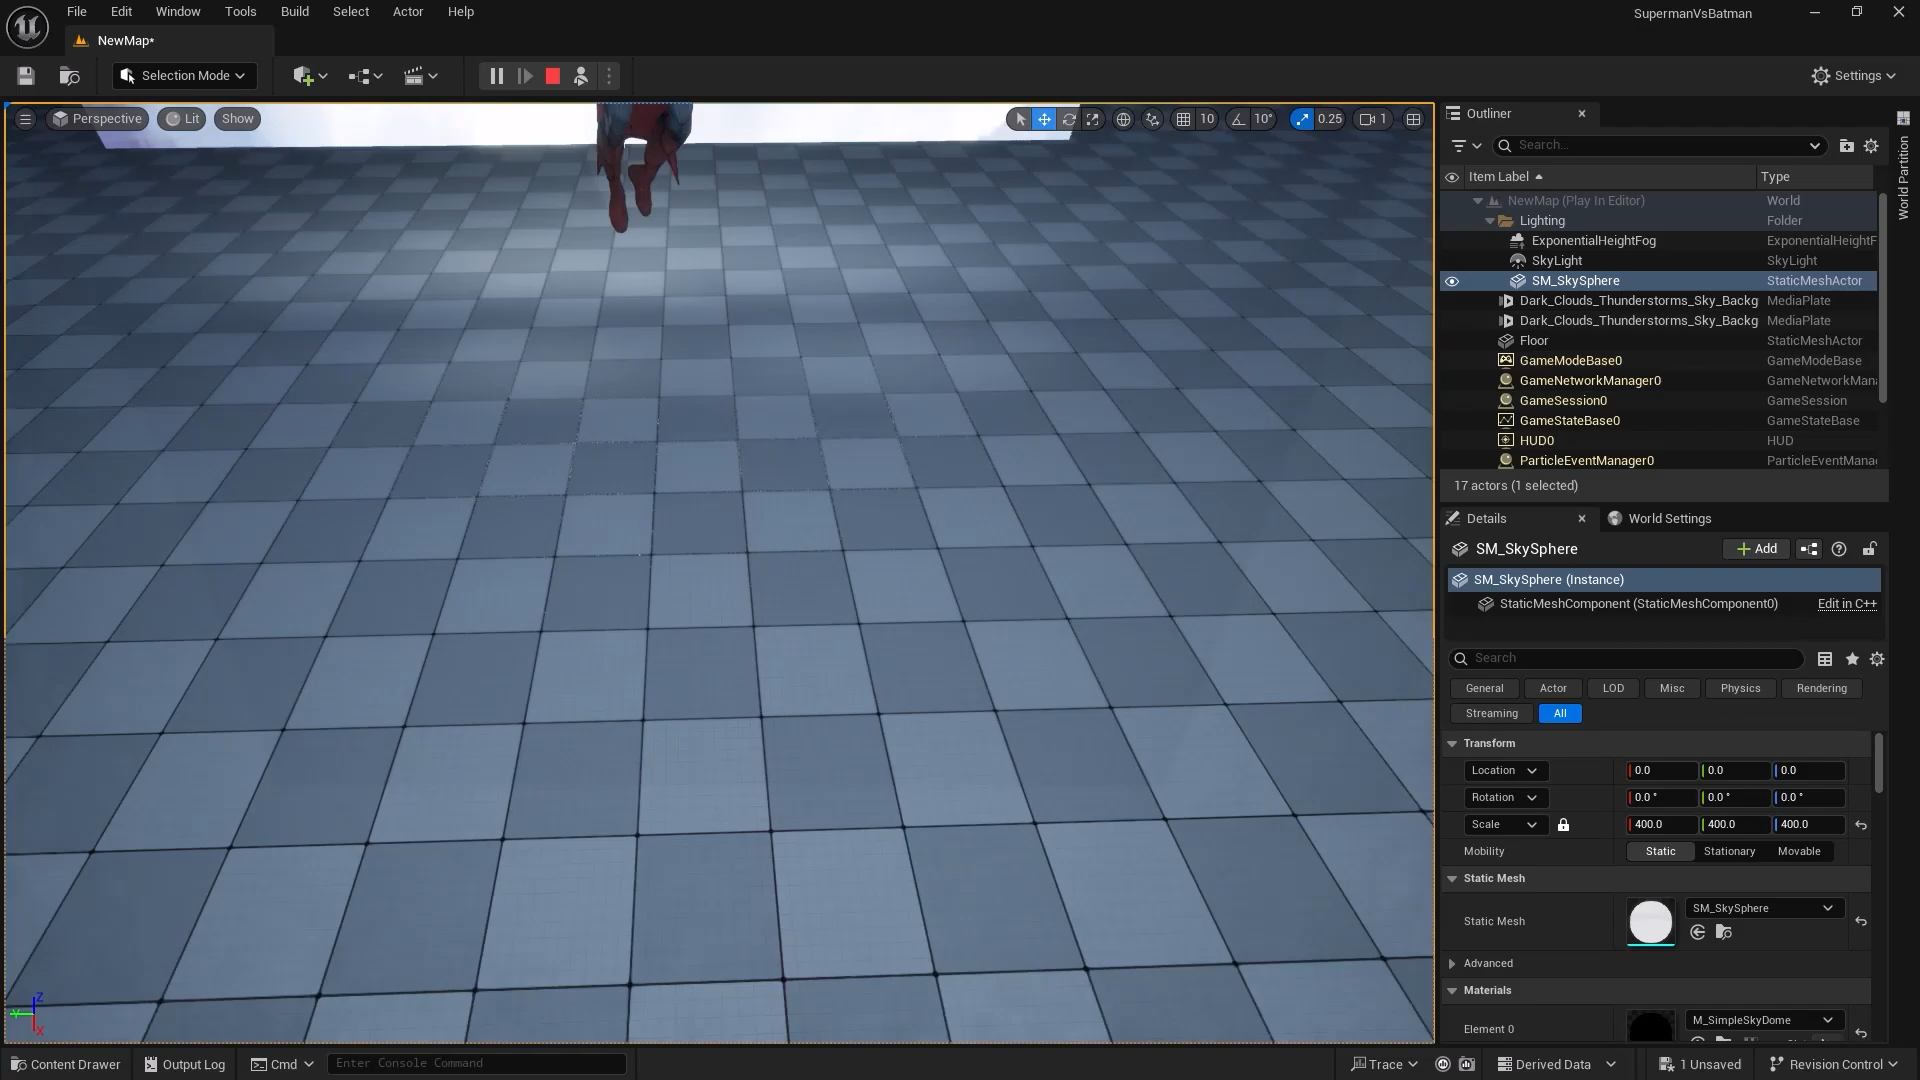 File Edit Window Tools Build Select Actor Help
SupermanVsBatman
NewMap*
Selection Mode
Settings
Perspective Lit Show
10 10° 0.25 1
Outliner
Search...
World Partition
Item Label Type
NewMap (Play In Editor) World
Lighting Folder
ExponentialHeightFog ExponentialHeightF
SkyLight SkyLight
SM_SkySphere StaticMeshActor
Dark_Clouds_Thunderstorms_Sky_Backg MediaPlate
Dark_Clouds_Thunderstorms_Sky_Backg MediaPlate
Floor StaticMeshActor
GameModeBase0 GameModeBase
GameNetworkManager0 GameNetworkMana
GameSession0 GameSession
GameStateBase0 GameStateBase
HUD0 HUD
ParticleEventManager0 ParticleEventMana
17 actors (1 selected)
Details World Settings
SM_SkySphere Add
SM_SkySphere (Instance)
StaticMeshComponent (StaticMeshComponent0) Edit in C++
Search
General Actor LOD Misc Physics Rendering
Streaming All
Transform
Location 0.0 0.0 0.0
Rotation 0.0 ° 0.0 ° 0.0 °
Scale 400.0 400.0 400.0
Mobility Static Stationary Movable
Static Mesh
Static Mesh SM_SkySphere
Advanced
Materials
Element 0 M_SimpleSkyDome
Z
Y
X
Content Drawer Output Log Cmd Enter Console Command Trace Derived Data 1 Unsaved Revision Control